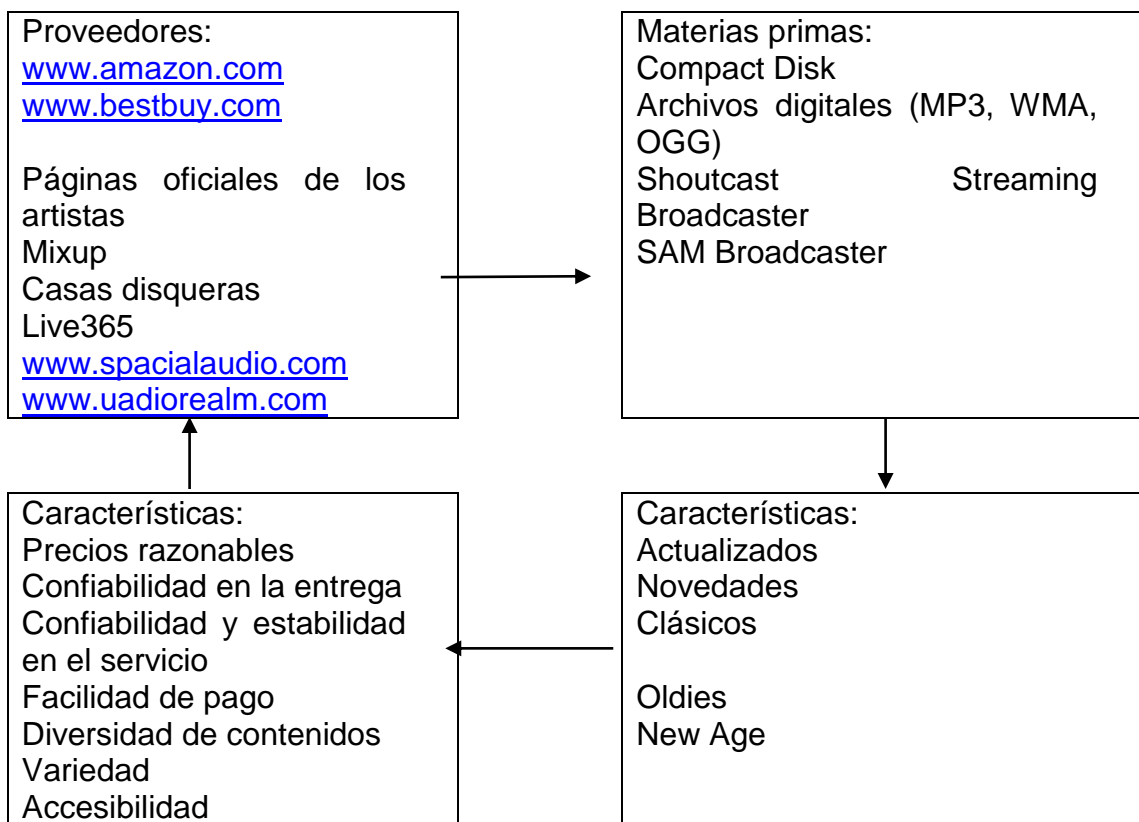 Proveedores:
www.amazon.com
www.bestbuy.com
Páginas oficiales de los
artistas
Mixup
Casas disqueras
Live365
www.spacialaudio.com
www.uadiorealm.com
Materias primas:
Compact Disk
Archivos digitales (MP3, WMA,
OGG)
Shoutcast Streaming
Broadcaster
SAM Broadcaster
Características:
Actualizados
Novedades
Clásicos
Oldies
New Age
Características:
Precios razonables
Confiabilidad en la entrega
Confiabilidad y estabilidad
en el servicio
Facilidad de pago
Diversidad de contenidos
Variedad
Accesibilidad